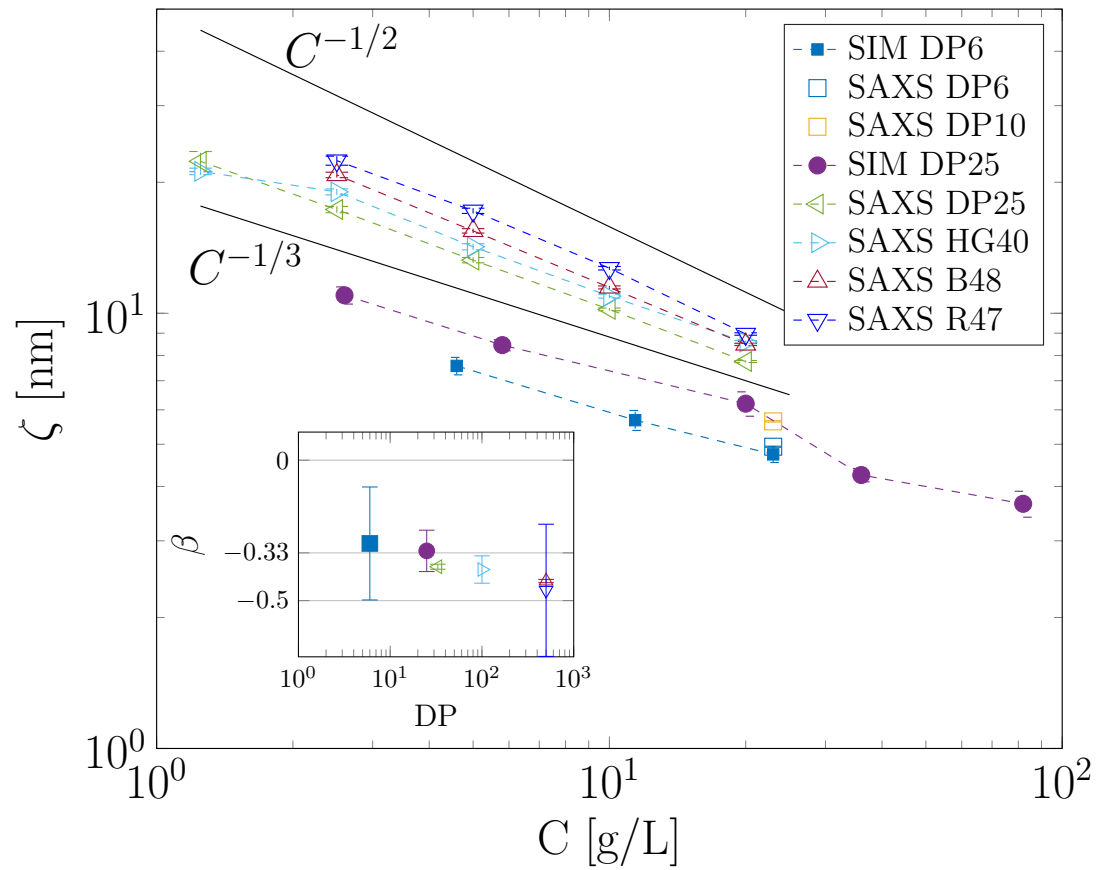 C^{-1/2}
C^{-1/3}
SIM DP6
SAXS DP6
SAXS DP10
SIM DP25
SAXS DP25
SAXS HG40
SAXS B48
SAXS R47
ζ [nm]
10^1
10^0
10^0 10^1 10^2
C [g/L]
β
0
−0.33
−0.5
10^0 10^1 10^2 10^3
DP